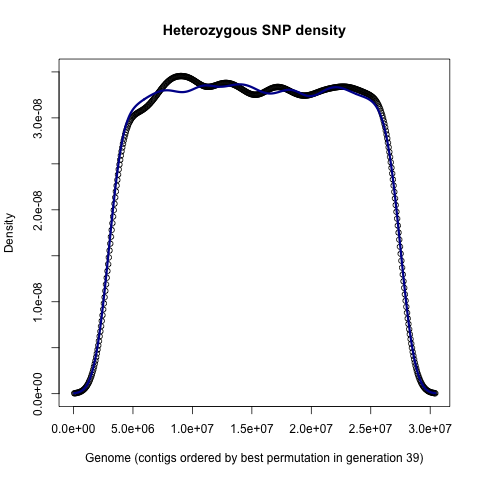 Heterozygous SNP density
Density
3.0e-08
2.0e-08
1.0e-08
0.0e+00
0.0e+00 5.0e+06 1.0e+07 1.5e+07 2.0e+07 2.5e+07 3.0e+07
Genome (contigs ordered by best permutation in generation 39)